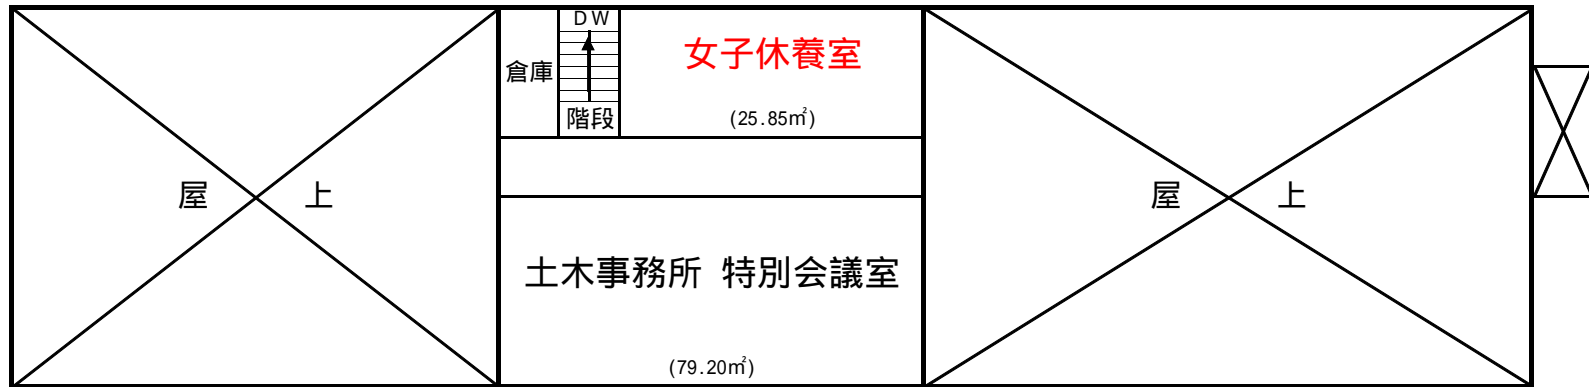 DW
女子休養室
倉庫
階段
(25.85㎡)
屋 上
屋 上
土木事務所 特別会議室
(79.20㎡)